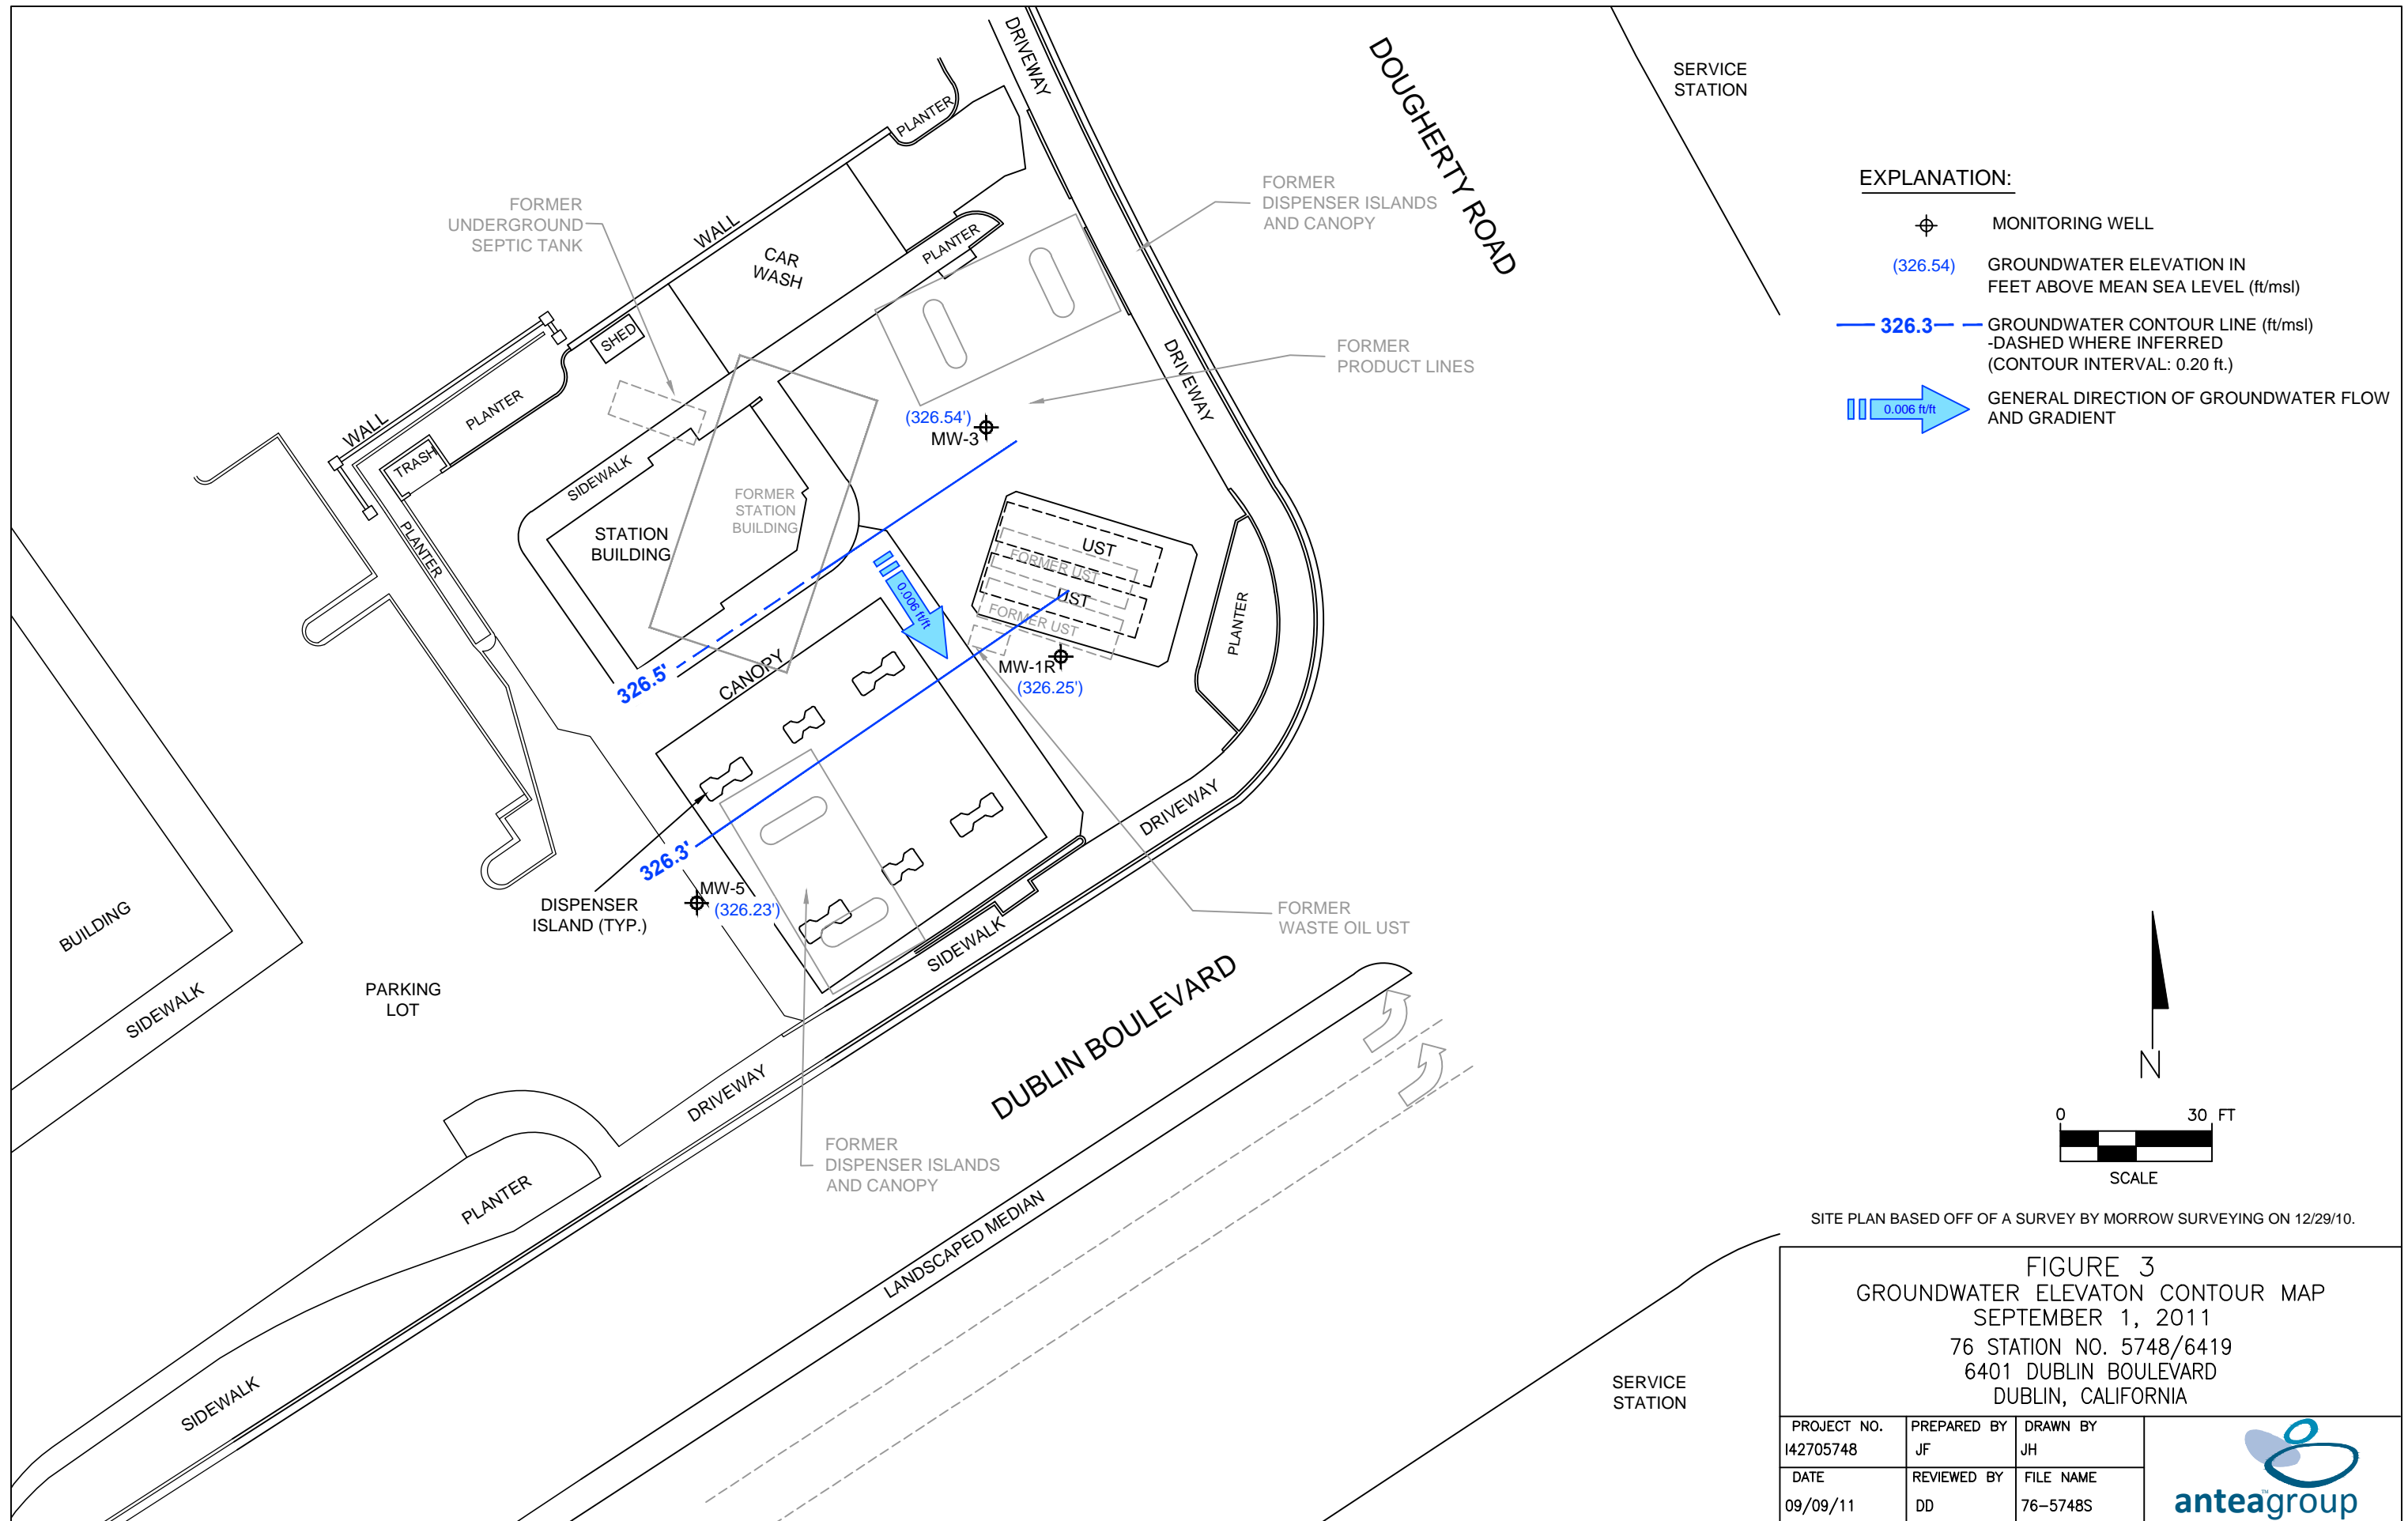 DRIVEWAY
DOUGHERTY ROAD
SERVICE
STATION
PLANTER
FORMER
UNDERGROUND
SEPTIC TANK
WALL
CAR
WASH
PLANTER
FORMER
DISPENSER ISLANDS
AND CANOPY
EXPLANATION:
MONITORING WELL
(326.54)
GROUNDWATER ELEVATION IN
FEET ABOVE MEAN SEA LEVEL (ft/msl)
326.3
GROUNDWATER CONTOUR LINE (ft/msl)
-DASHED WHERE INFERRED
(CONTOUR INTERVAL: 0.20 ft.)
0.006 ft/ft
GENERAL DIRECTION OF GROUNDWATER FLOW
AND GRADIENT
SHED
FORMER
PRODUCT LINES
DRIVEWAY
WALL
PLANTER
TRASH
(326.54')
MW-3
SIDEWALK
FORMER
STATION
BUILDING
STATION
BUILDING
PLANTER
UST
FORMER UST
UST
FORMER UST
0.006 ft/ft
PLANTER
MW-1R
(326.25')
326.5'
CANOPY
DRIVEWAY
326.3'
MW-5
(326.23')
DISPENSER
ISLAND (TYP.)
FORMER
WASTE OIL UST
BUILDING
SIDEWALK
SIDEWALK
PARKING
LOT
DUBLIN BOULEVARD
DRIVEWAY
FORMER
DISPENSER ISLANDS
AND CANOPY
PLANTER
LANDSCAPED MEDIAN
SIDEWALK
SERVICE
STATION
N
0 30 FT
SCALE
SITE PLAN BASED OFF OF A SURVEY BY MORROW SURVEYING ON 12/29/10.
FIGURE 3
GROUNDWATER ELEVATON CONTOUR MAP
SEPTEMBER 1, 2011
76 STATION NO. 5748/6419
6401 DUBLIN BOULEVARD
DUBLIN, CALIFORNIA
PROJECT NO.
I42705748
PREPARED BY
JF
DRAWN BY
JH
DATE
09/09/11
REVIEWED BY
DD
FILE NAME
76-5748S
anteagroup